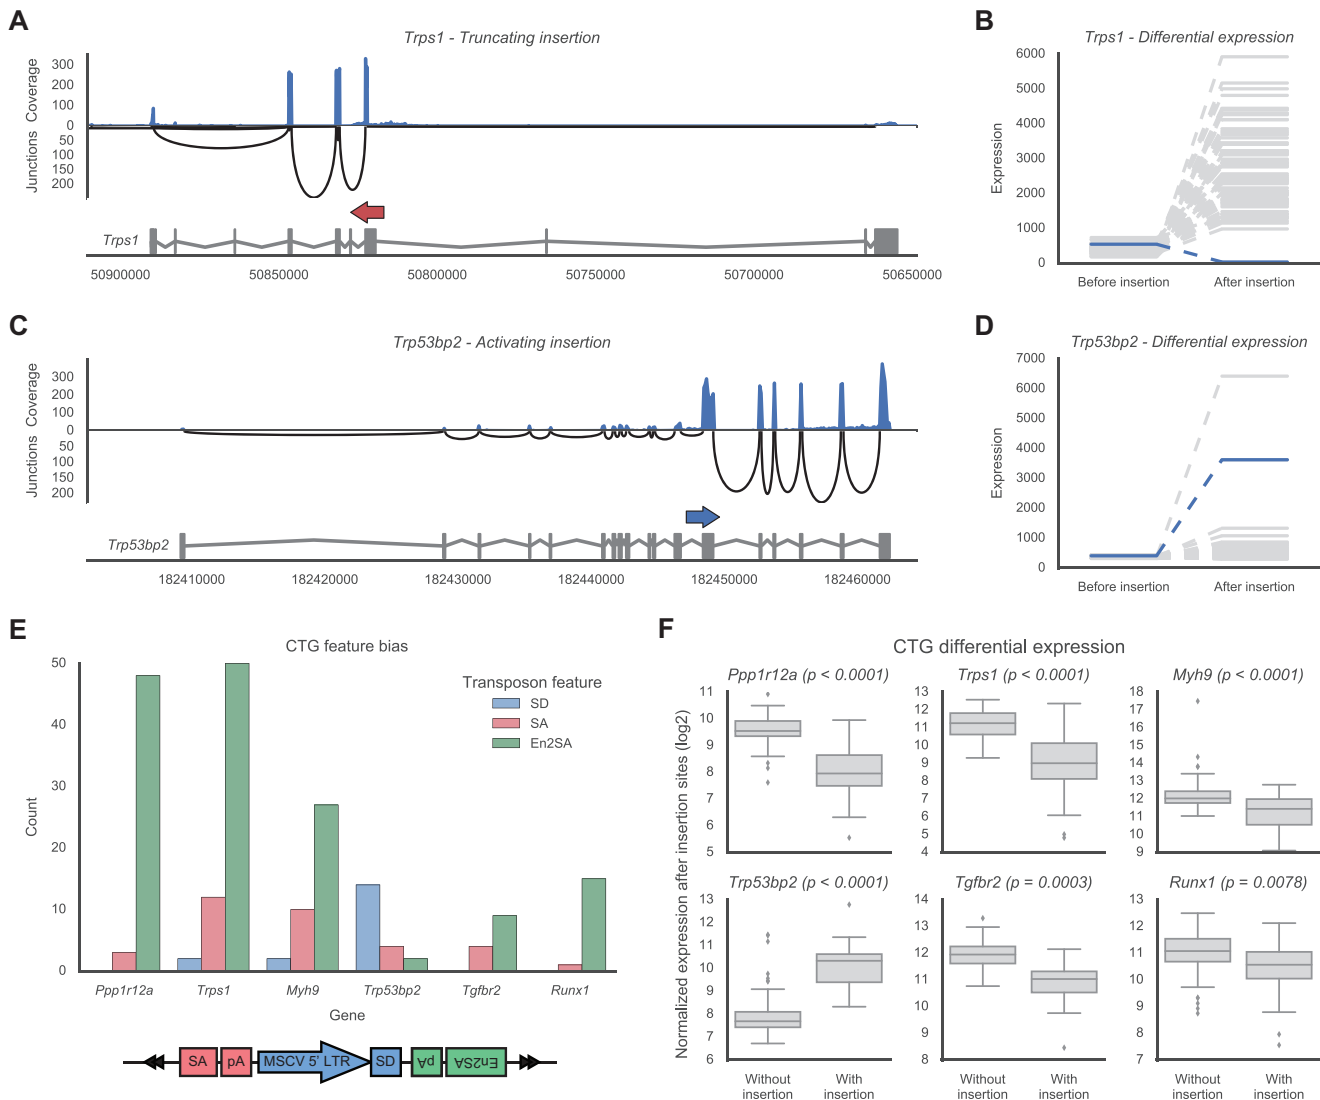 A
Trps1 - Truncating insertion
Coverage
300
200
100
0
Junctions
50
100
150
200
Trps1
50900000 50850000 50800000 50750000 50700000 50650000
B
Trps1 - Differential expression
Expression
6000
5000
4000
3000
2000
1000
0
Before insertion After insertion
C
Trp53bp2 - Activating insertion
Coverage
300
200
100
0
Junctions
50
100
150
200
Trp53bp2
182410000 182420000 182430000 182440000 182450000 182460000
D
Trp53bp2 - Differential expression
Expression
7000
6000
5000
4000
3000
2000
1000
0
Before insertion After insertion
E
CTG feature bias
Count
50
40
30
20
10
0
Transposon feature
SD
SA
En2SA
Ppp1r12a Trps1 Myh9 Trp53bp2 Tgfbr2 Runx1
Gene
SA pA MSCV 5' LTR SD pA En2SA
F
CTG differential expression
Normalized expression after insertion sites (log2)
Ppp1r12a (p < 0.0001)
11
10
9
8
7
6
5
Trps1 (p < 0.0001)
13
12
11
10
9
8
7
6
5
4
Myh9 (p < 0.0001)
18
17
16
15
14
13
12
11
10
9
Trp53bp2 (p < 0.0001)
13
12
11
10
9
8
7
6
Without insertion
With insertion
Tgfbr2 (p = 0.0003)
14
13
12
11
10
9
8
Without insertion
With insertion
Runx1 (p = 0.0078)
13
12
11
10
9
8
7
Without insertion
With insertion